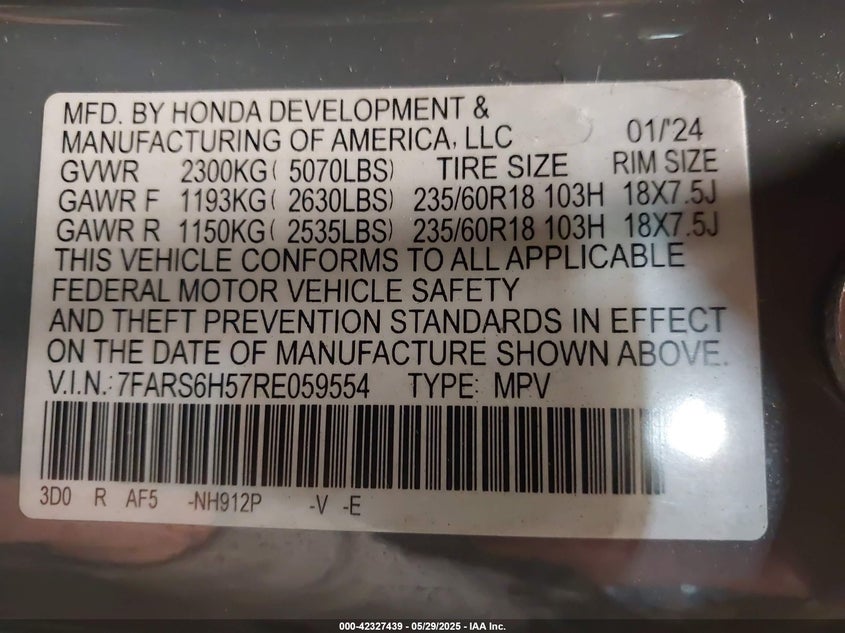 MFD. BY HONDA DEVELOPMENT &
MANUFACTURING OF AMERICA, LLC 01/'24
GVWR 2300KG( 5070LBS) TIRE SIZE RIM SIZE
GAWR F 1193KG( 2630LBS) 235/60R18 103H 18X7.5J
GAWR R 1150KG( 2535LBS) 235/60R18 103H 18X7.5J
THIS VEHICLE CONFORMS TO ALL APPLICABLE
FEDERAL MOTOR VEHICLE SAFETY
AND THEFT PREVENTION STANDARDS IN EFFECT
ON THE DATE OF MANUFACTURE SHOWN ABOVE.
V.I.N.: 7FARS6H57RE059554 TYPE: MPV
3D0 R AF5 -NH912P -V -E
000-42327439 - 05/29/2025 - IAA Inc.